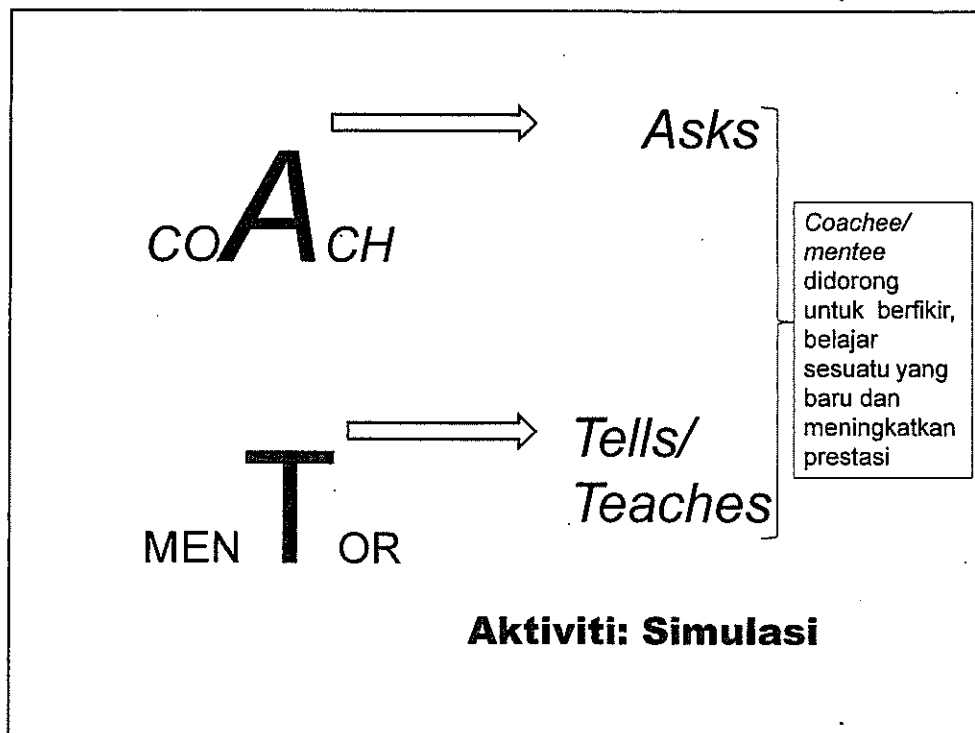 COACH
Asks
MENTOR
Tells/
Teaches
Coachee/
mentee
didorong
untuk berfikir,
belajar
sesuatu yang
baru dan
meningkatkan
prestasi
Aktiviti: Simulasi